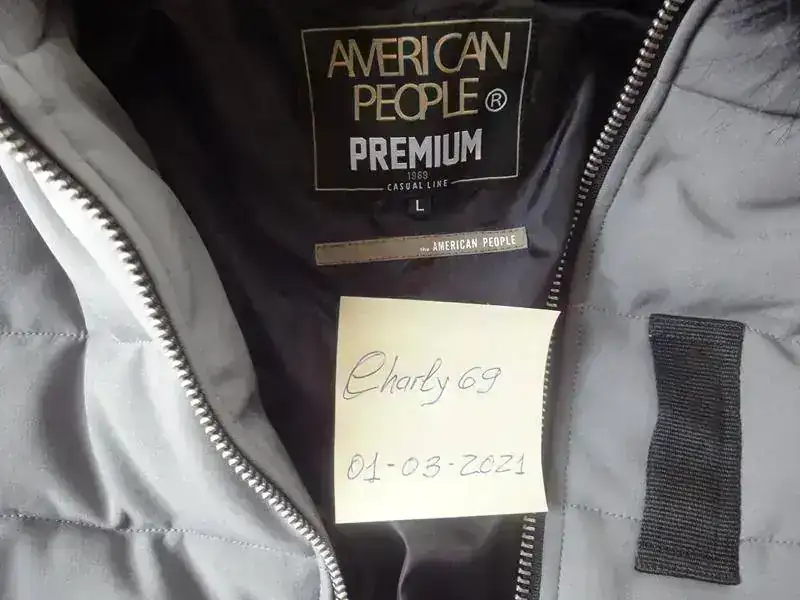 AMERICAN
PEOPLE ®
PREMIUM
1969
CASUAL LINE
L
the AMERICAN PEOPLE
Charly 69
01-03-2021